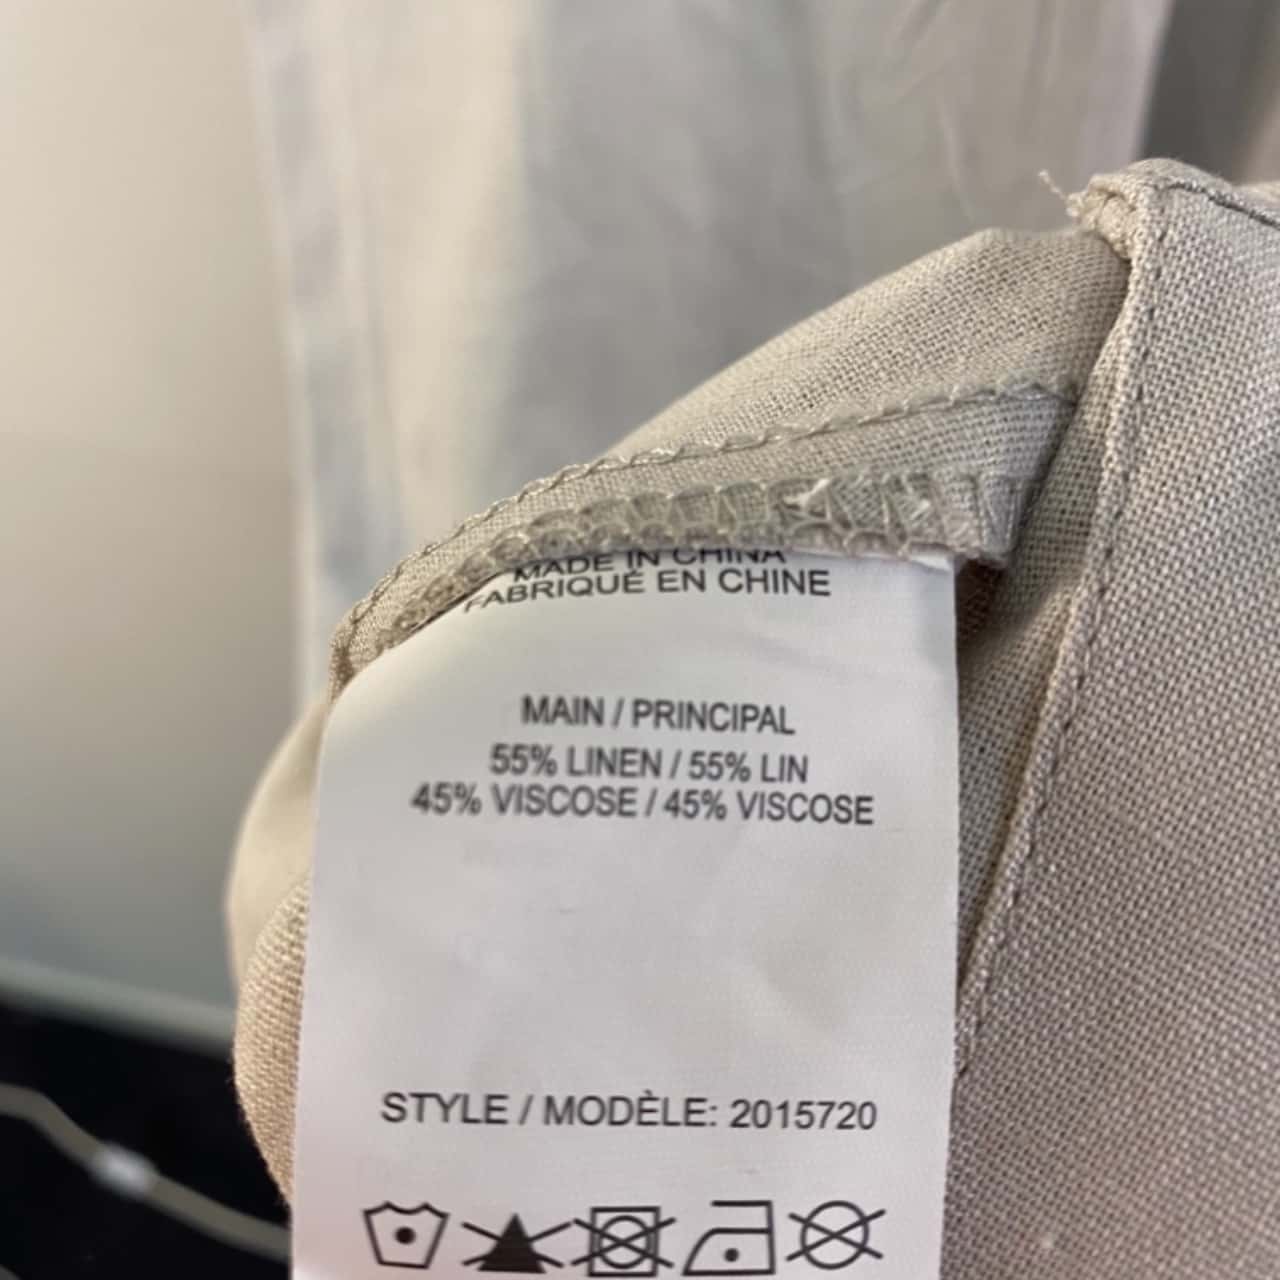 MADE IN CHINA
FABRIQUÉ EN CHINE
MAIN / PRINCIPAL
55% LINEN / 55% LIN
45% VISCOSE / 45% VISCOSE
STYLE / MODÈLE: 2015720